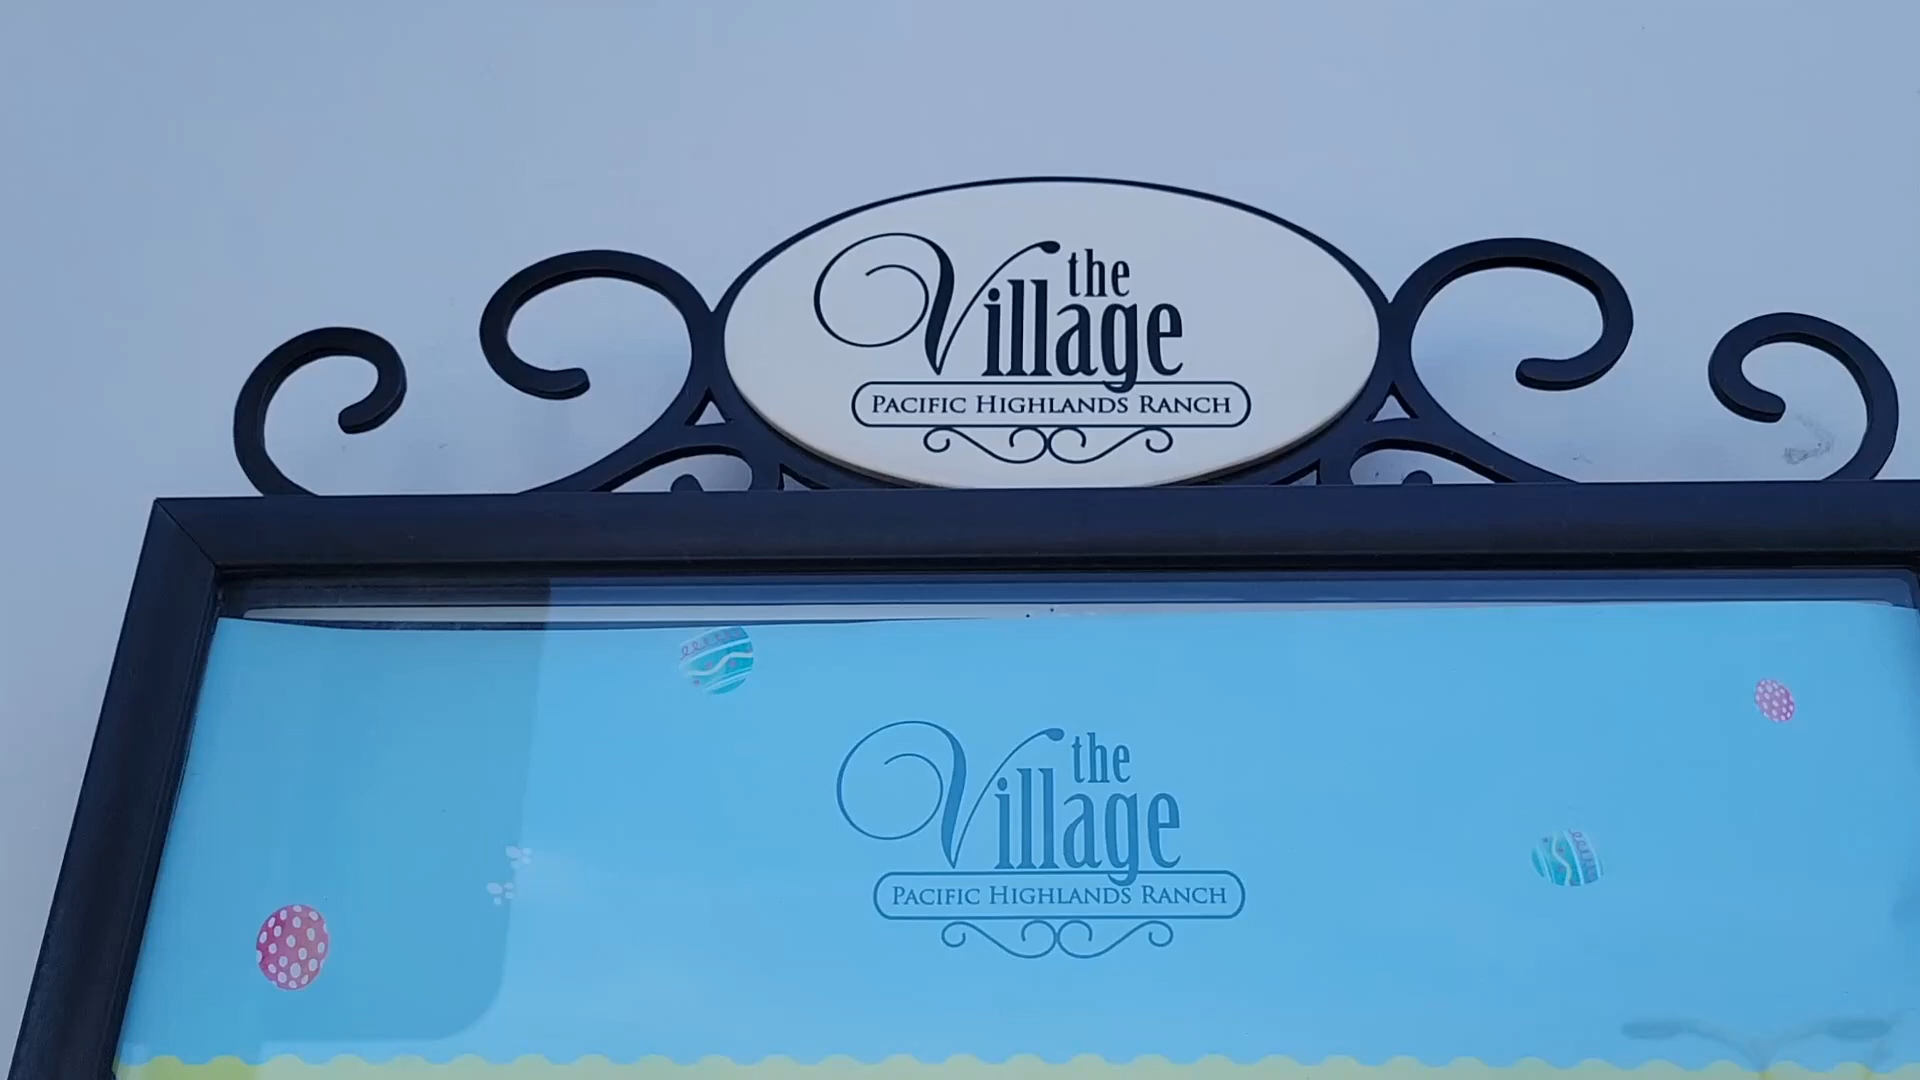 the
Village
PACIFIC HIGHLANDS RANCH
the
Village
PACIFIC HIGHLANDS RANCH